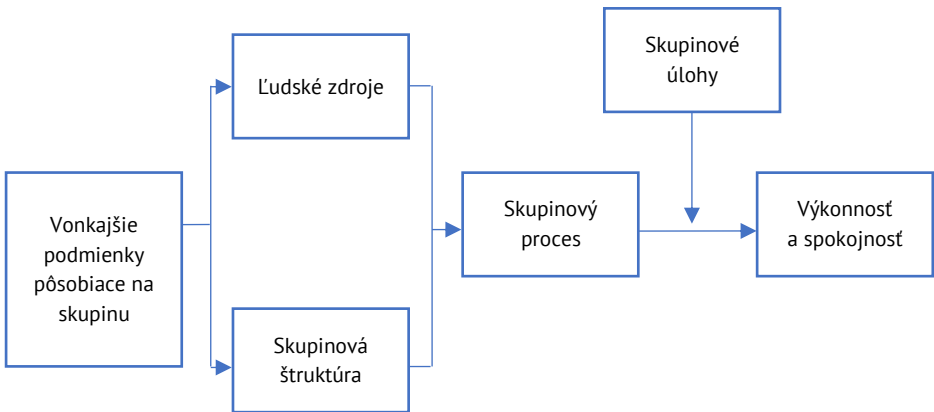 Vonkajšie
podmienky
pôsobiace na
skupinu
Ľudské zdroje
Skupinová
štruktúra
Skupinový
proces
Skupinové
úlohy
Výkonnosť
a spokojnosť